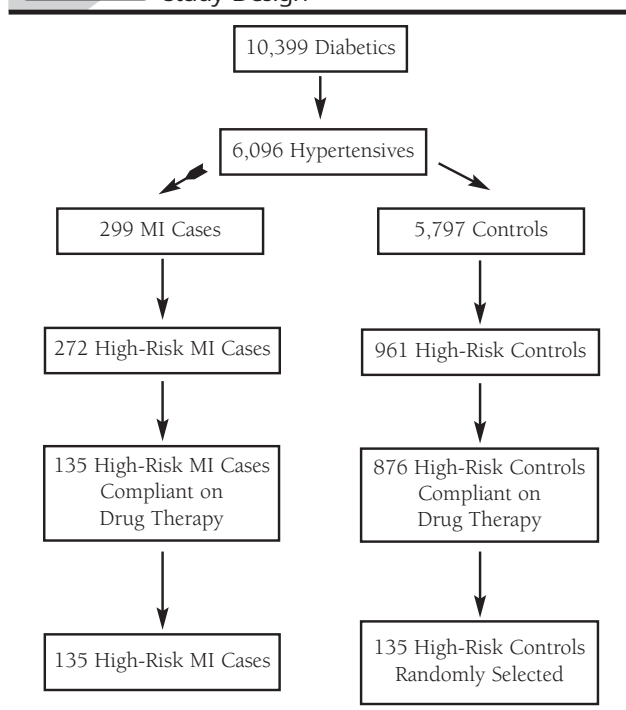 Study Design
10,399 Diabetics
6,096 Hypertensives
299 MI Cases
5,797 Controls
272 High-Risk MI Cases
961 High-Risk Controls
135 High-Risk MI Cases
Compliant on
Drug Therapy
876 High-Risk Controls
Compliant on
Drug Therapy
135 High-Risk MI Cases
135 High-Risk Controls
Randomly Selected